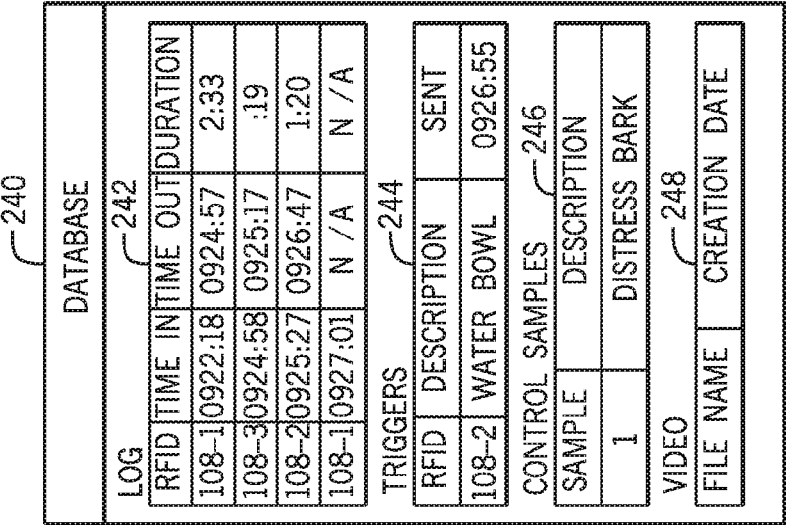 240
DATABASE
LOG 242
RFID TIME IN TIME OUT DURATION
108-1 0922:18 0924:57 2:33
108-3 0924:58 0925:17 :19
108-2 0925:27 0926:47 1:20
108-1 0927:01 N/A N/A
TRIGGERS 244
RFID DESCRIPTION SENT
108-2 WATER BOWL 0926:55
CONTROL SAMPLES 246
SAMPLE DESCRIPTION
1 DISTRESS BARK
VIDEO 248
FILE NAME CREATION DATE